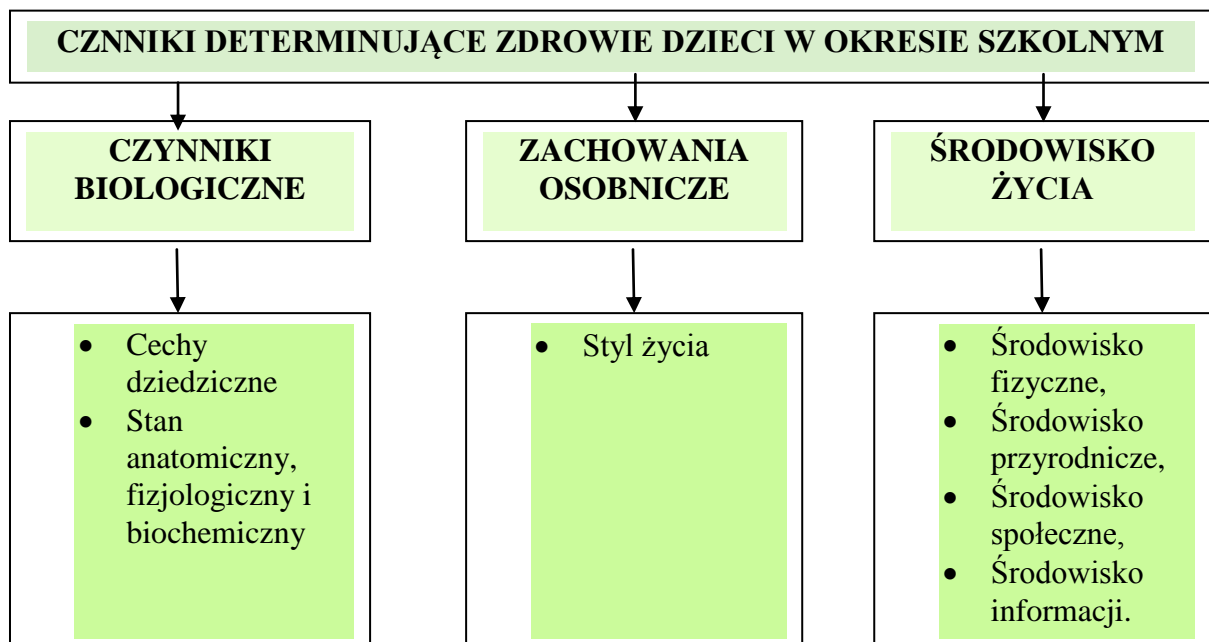 CZNNIKI DETERMINUJĄCE ZDROWIE DZIECI W OKRESIE SZKOLNYM
CZYNNIKI
BIOLOGICZNE
ZACHOWANIA
OSOBNICZE
ŚRODOWISKO
ŻYCIA
• Cechy
dziedziczne
• Stan
anatomiczny,
fizjologiczny i
biochemiczny
• Styl życia
• Środowisko
fizyczne,
• Środowisko
przyrodnicze,
• Środowisko
społeczne,
• Środowisko
informacji.